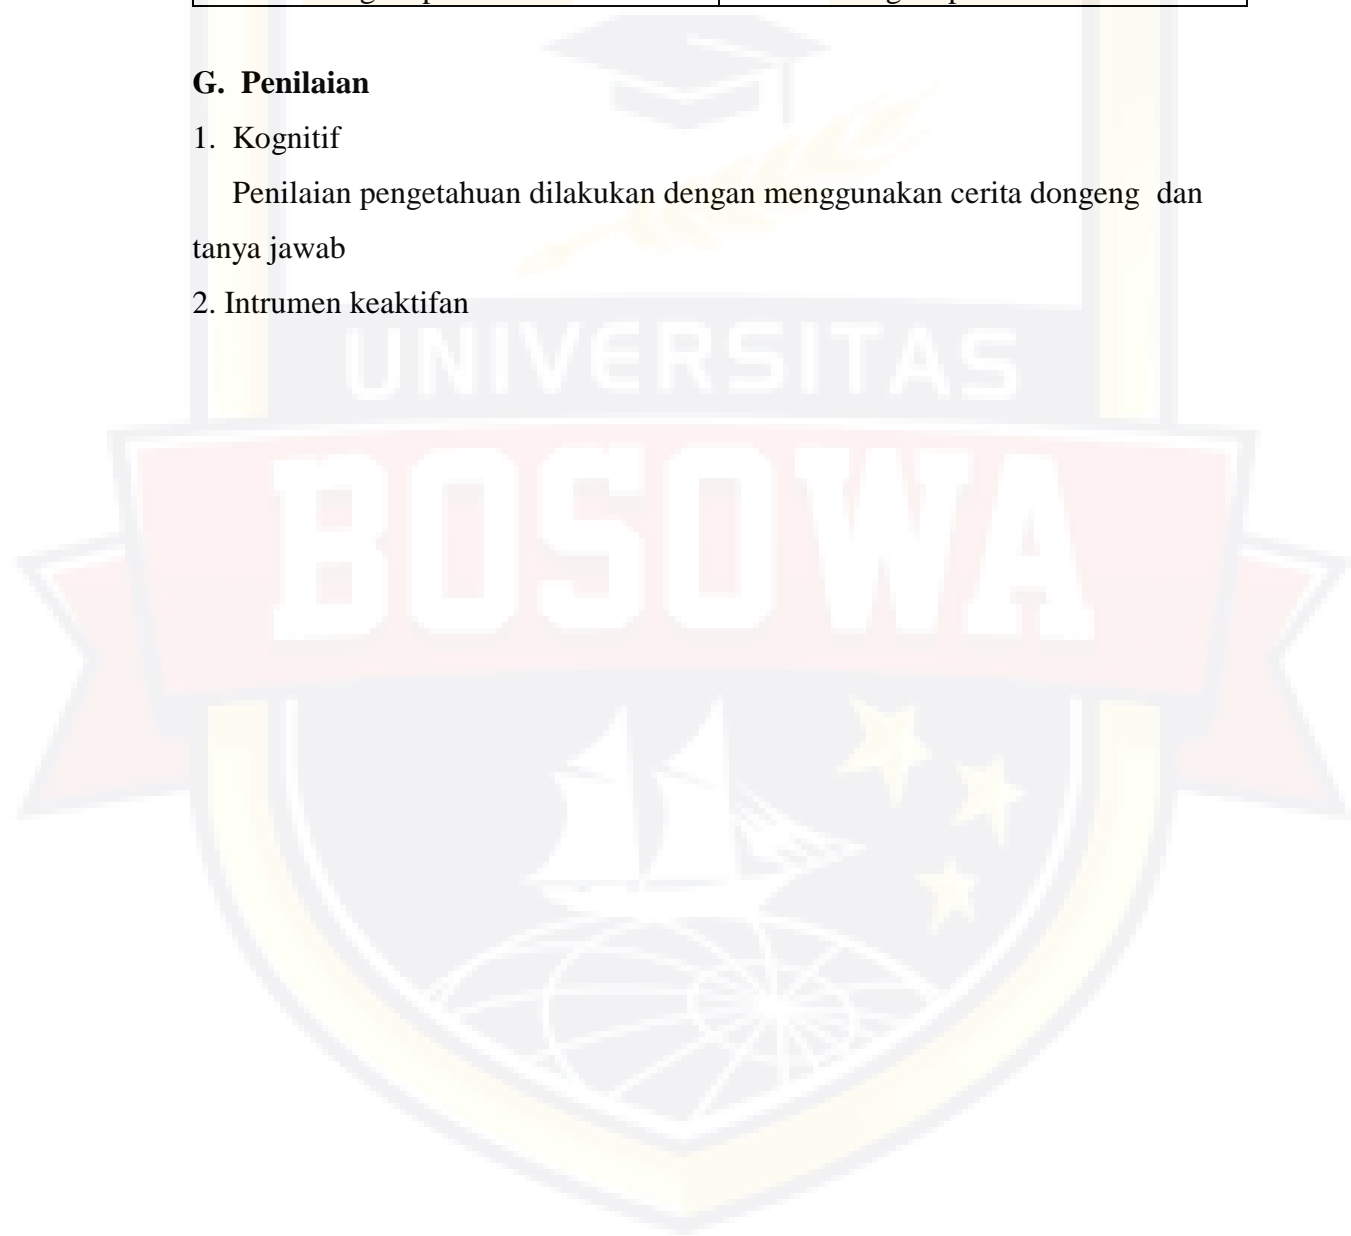 G. Penilaian
1. Kognitif
Penilaian pengetahuan dilakukan dengan menggunakan cerita dongeng dan
tanya jawab
2. Intrumen keaktifan
UNIVERSITAS
BOSOWA